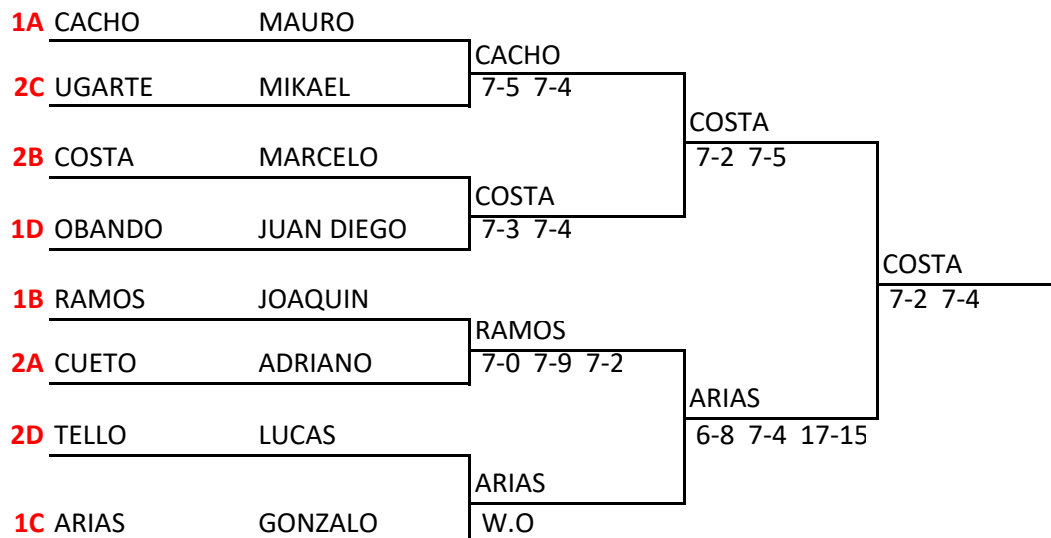 1A CACHO MAURO
CACHO
2C UGARTE MIKAEL 7-5 7-4
COSTA
2B COSTA MARCELO 7-2 7-5
COSTA
1D OBANDO JUAN DIEGO 7-3 7-4
COSTA
1B RAMOS JOAQUIN 7-2 7-4
RAMOS
2A CUETO ADRIANO 7-0 7-9 7-2
ARIAS
2D TELLO LUCAS 6-8 7-4 17-15
ARIAS
1C ARIAS GONZALO W.O